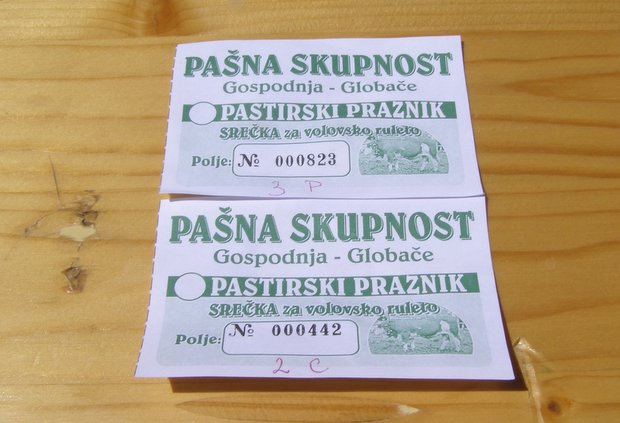 PAŠNA SKUPNOST
Gospodnja - Globače
PASTIRSKI PRAZNIK
SREČKA za volovsko ruleto
Polje: № 000823
3 P
PAŠNA SKUPNOST
Gospodnja - Globače
PASTIRSKI PRAZNIK
SREČKA za volovsko ruleto
Polje: № 000442
2 C